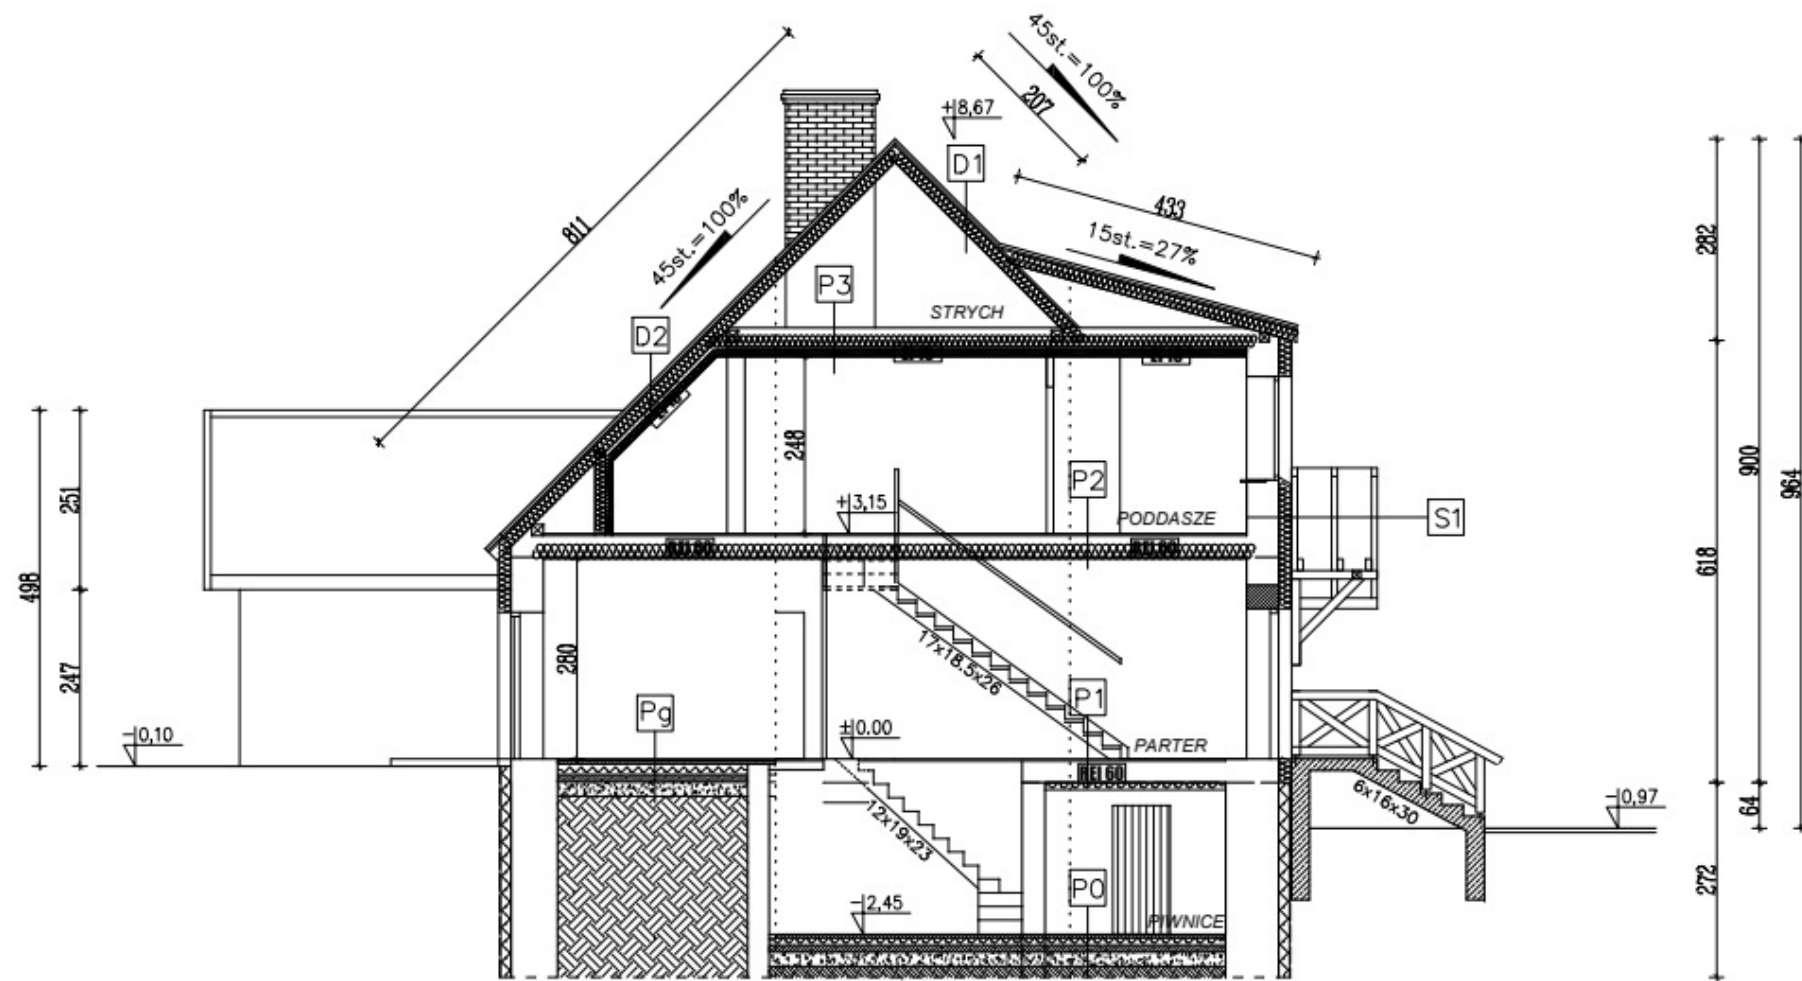 45st.=100%
207
+8,67
D1
811
45st.=100%
433
15st.=27%
282
P3
STRYCH
D2
248
P2
+3,15
PODDASZE
S1
251
498
900
964
REI 60
REI 60
618
17x18.5x26
280
247
Pg
P1
-0,10
±0.00
PARTER
REI 60
6x16x30
-0,97
64
12x19x23
272
P0
-2,45
PIWNICE